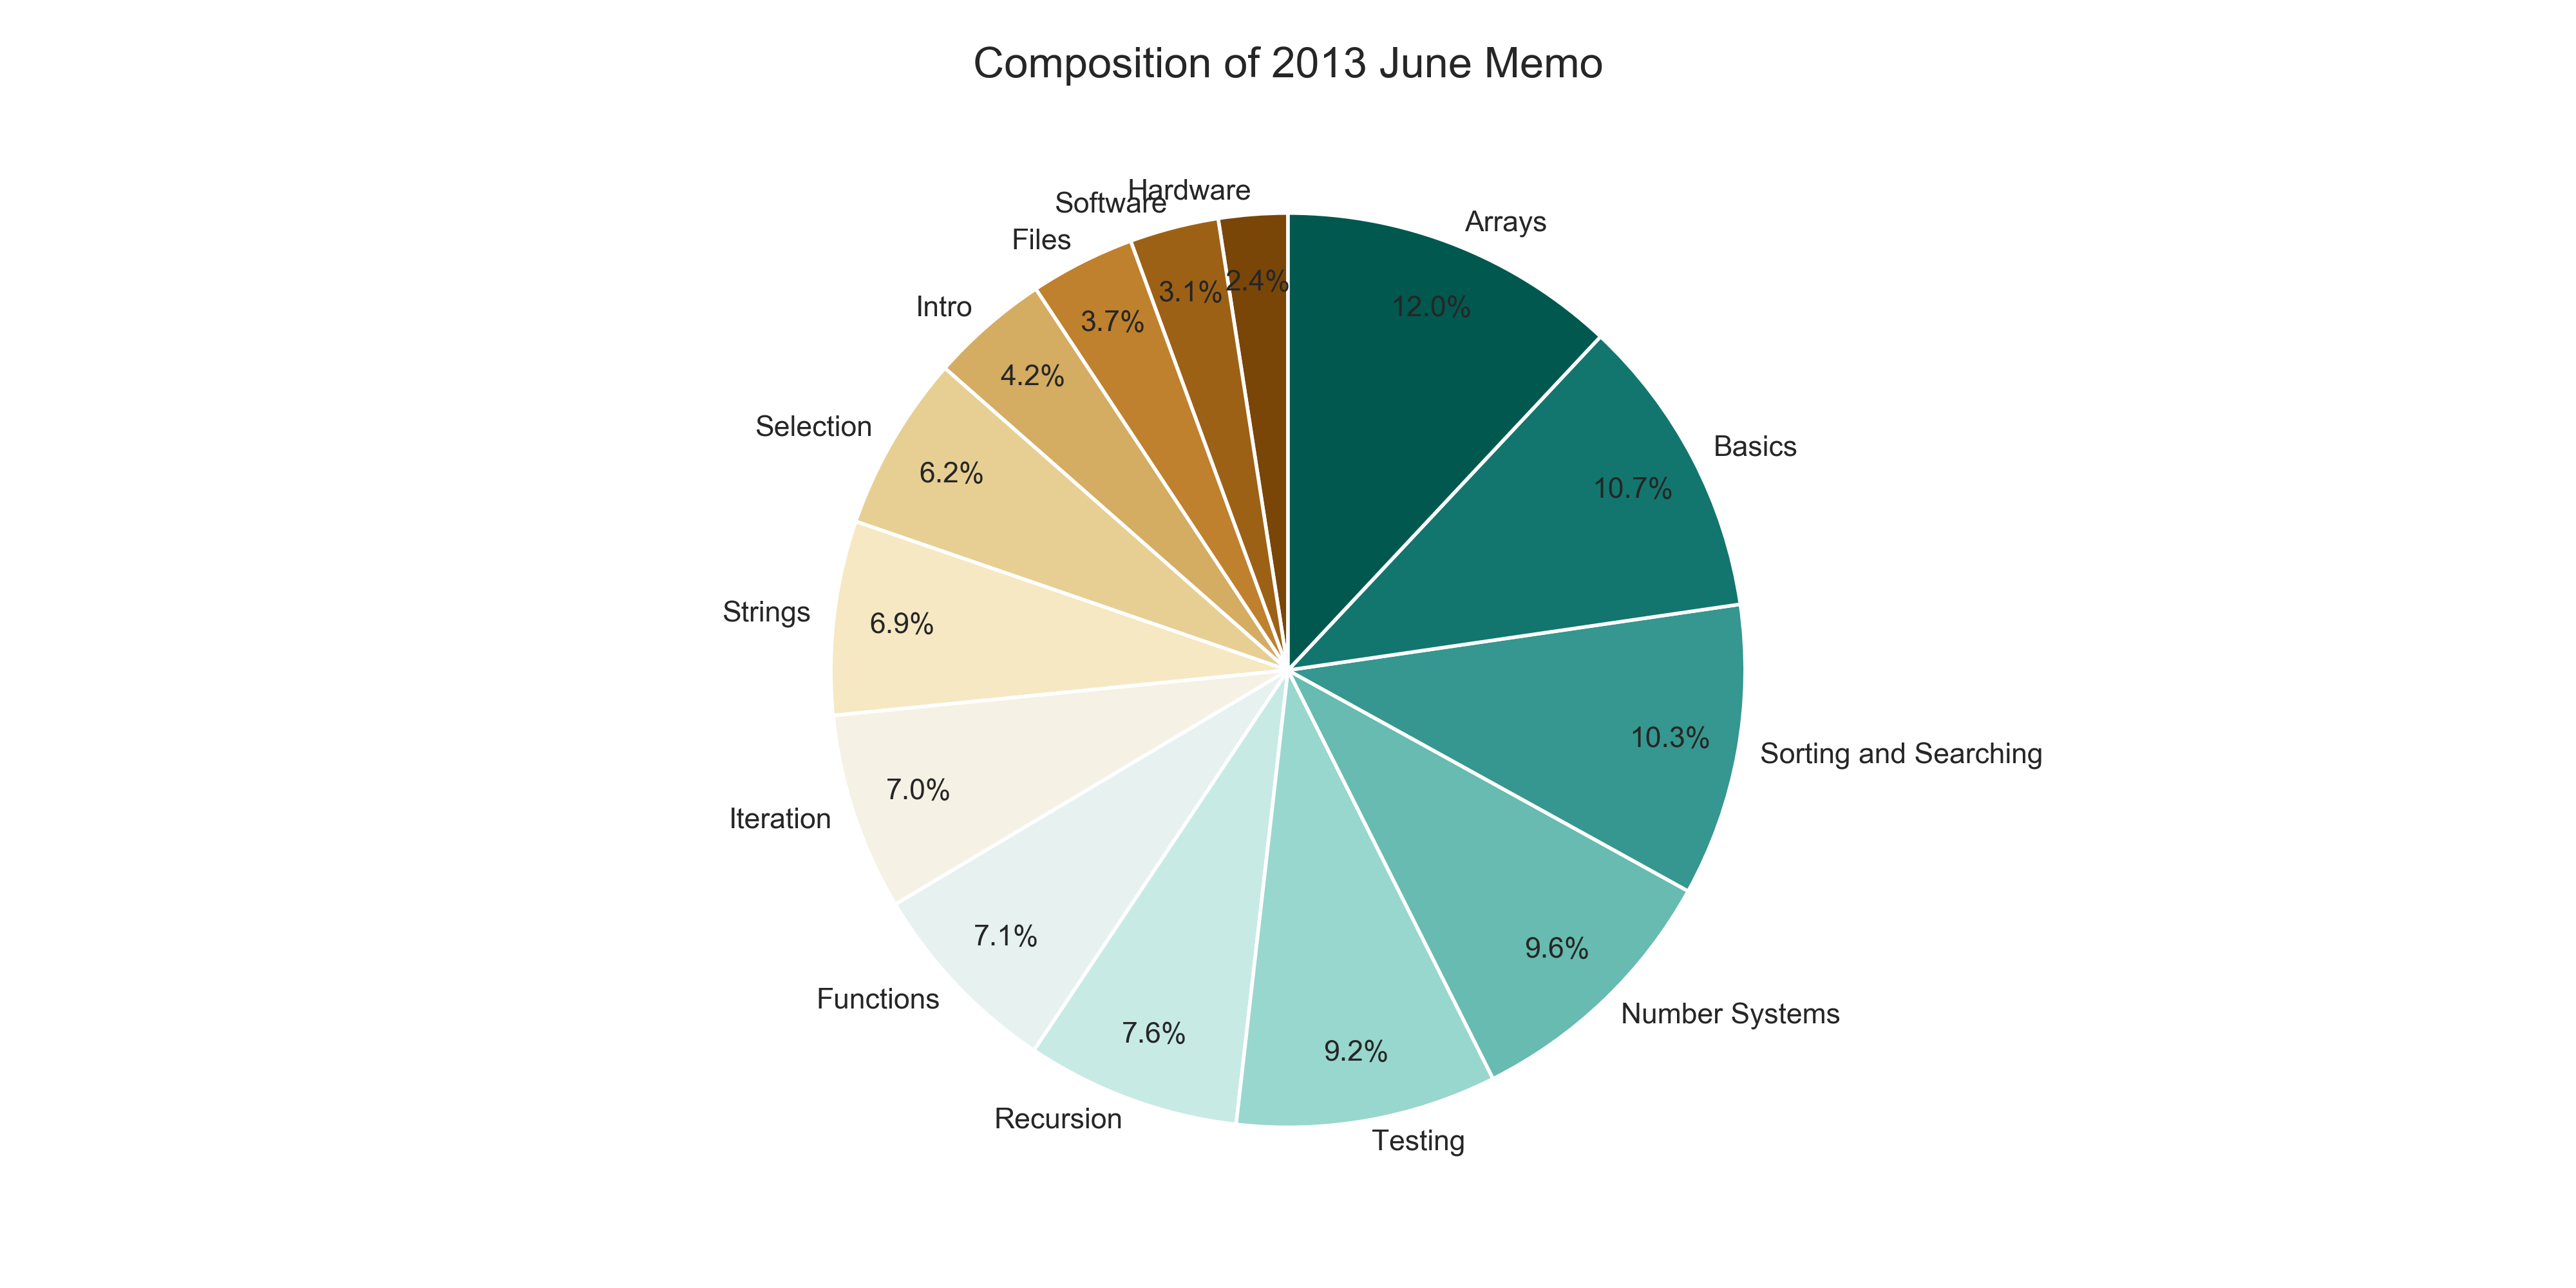 Composition of 2013 June Memo
Hardware
Software
Files
Intro
Selection
Strings
Iteration
Functions
Recursion
Testing
Number Systems
Sorting and Searching
Basics
Arrays
2.4%
3.1%
3.7%
4.2%
6.2%
6.9%
7.0%
7.1%
7.6%
9.2%
9.6%
10.3%
10.7%
12.0%